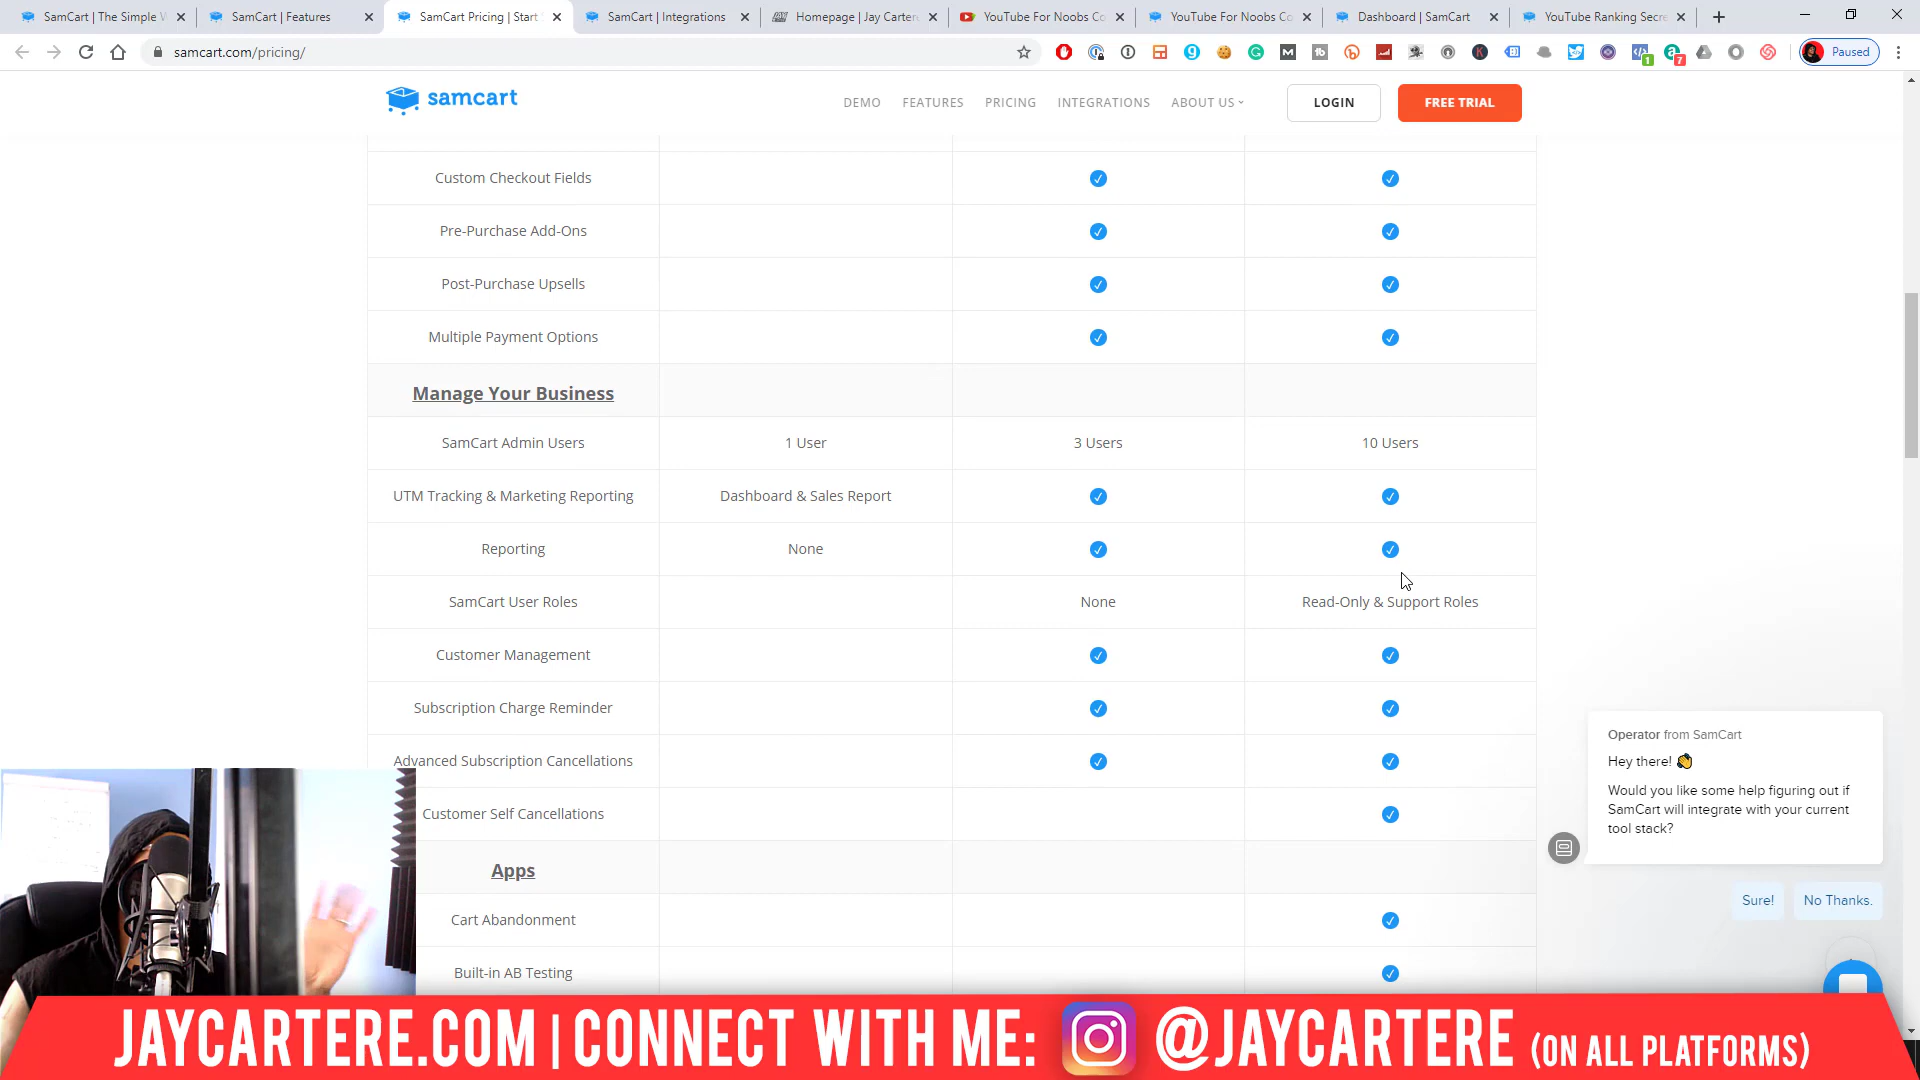 SamCart | The Simple W
SamCart | Features
SamCart Pricing | Start
SamCart | Integrations
Homepage | Jay Carter
YouTube For Noobs Co
YouTube For Noobs Co
Dashboard | SamCart
YouTube Ranking Secre
samcart.com/pricing/
Paused
samcart
DEMO
FEATURES
PRICING
INTEGRATIONS
ABOUT US
LOGIN
FREE TRIAL
Custom Checkout Fields
Pre-Purchase Add-Ons
Post-Purchase Upsells
Multiple Payment Options
Manage Your Business
SamCart Admin Users 1 User 3 Users 10 Users
UTM Tracking & Marketing Reporting Dashboard & Sales Report
Reporting None
SamCart User Roles None Read-Only & Support Roles
Customer Management
Subscription Charge Reminder
Advanced Subscription Cancellations
Customer Self Cancellations
Apps
Cart Abandonment
Built-in AB Testing
Operator from SamCart
Hey there! 👋
Would you like some help figuring out if
SamCart will integrate with your current
tool stack?
Sure!
No Thanks.
JAYCARTERE.COM | CONNECT WITH ME: @JAYCARTERE (ON ALL PLATFORMS)